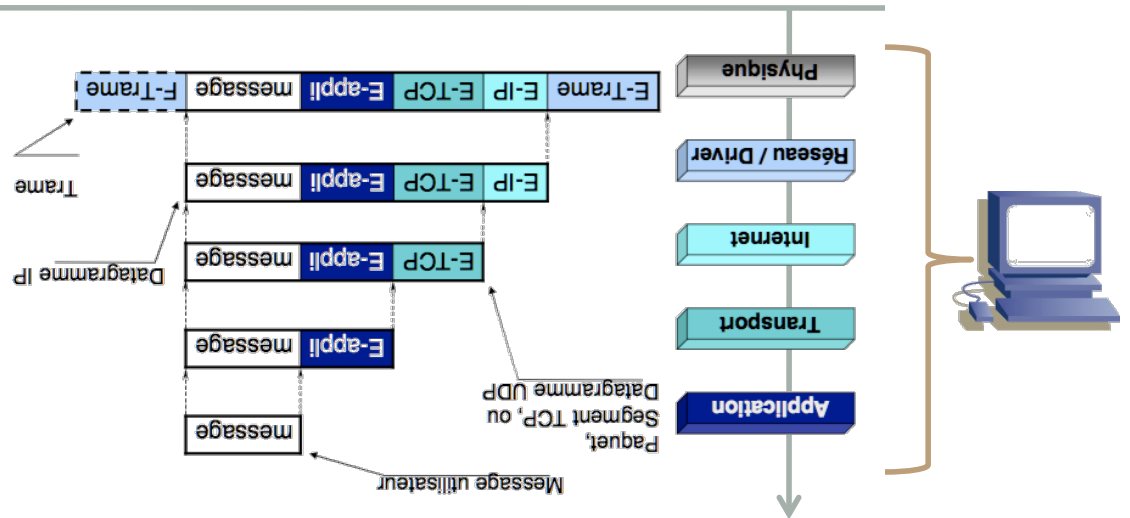 Message utilisateur
message
Application
Paquet,
Segment TCP, ou
Datagramme UDP
E-appli message
Transport
Datagramme IP
E-TCP E-appli message
Internet
Trame
E-IP E-TCP E-appli message
Réseau / Driver
E-Trame E-IP E-TCP E-appli message F-Trame
Physique